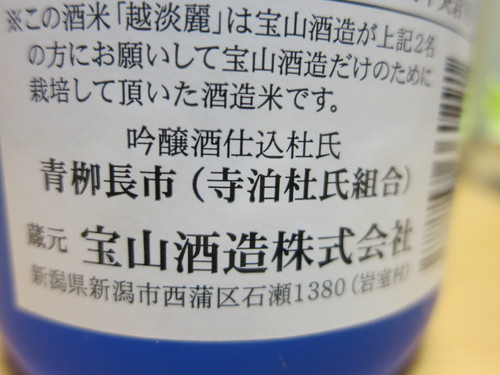 ※この酒米「越淡麗」は宝山酒造が上記2名
の方にお願いして宝山酒造だけのために
栽培して頂いた酒造米です。
吟醸酒仕込杜氏
青栁長市（寺泊杜氏組合）
蔵元 宝山酒造株式会社
新潟県新潟市西蒲区石瀬1380（岩室村）